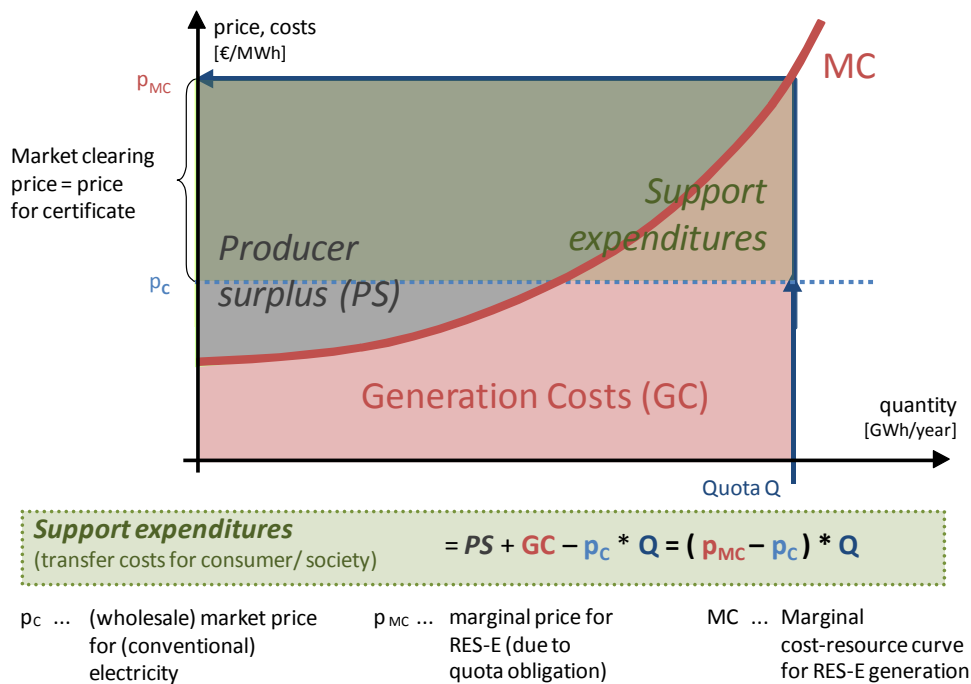 price, costs
[€/MWh]
MC
pMC
Market clearing
price = price
for certificate
Support
expenditures
Producer
surplus (PS)
pC
Generation Costs (GC)
quantity
[GWh/year]
Quota Q
Support expenditures
(transfer costs for consumer/ society)
= PS + GC – pC * Q = ( pMC – pC ) * Q
pC ... (wholesale) market price
for (conventional)
electricity
p MC ... marginal price for
RES-E (due to
quota obligation)
MC ... Marginal
cost-resource curve
for RES-E generation